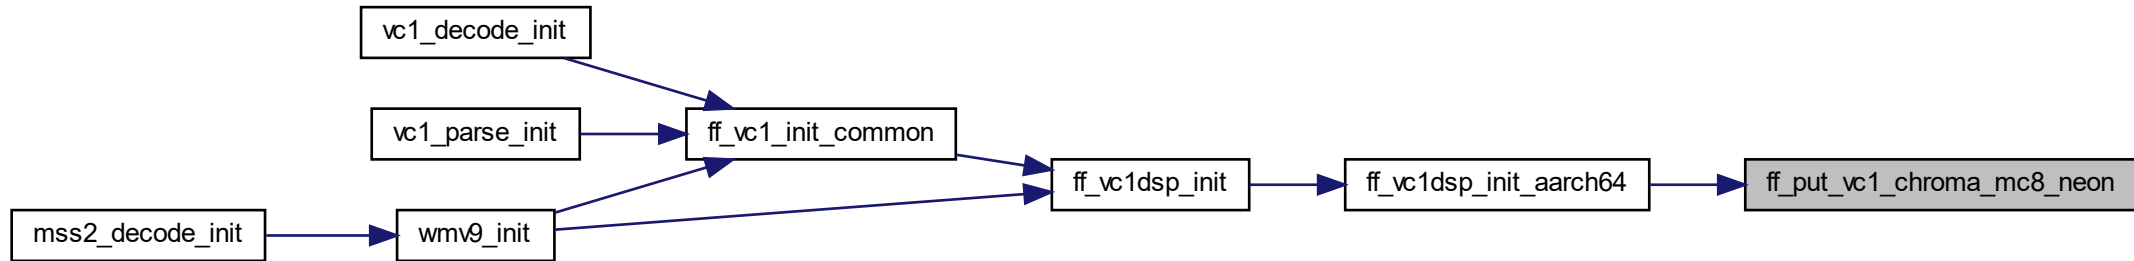 vc1_decode_init
vc1_parse_init
ff_vc1_init_common
ff_vc1dsp_init
ff_vc1dsp_init_aarch64
ff_put_vc1_chroma_mc8_neon
mss2_decode_init
wmv9_init